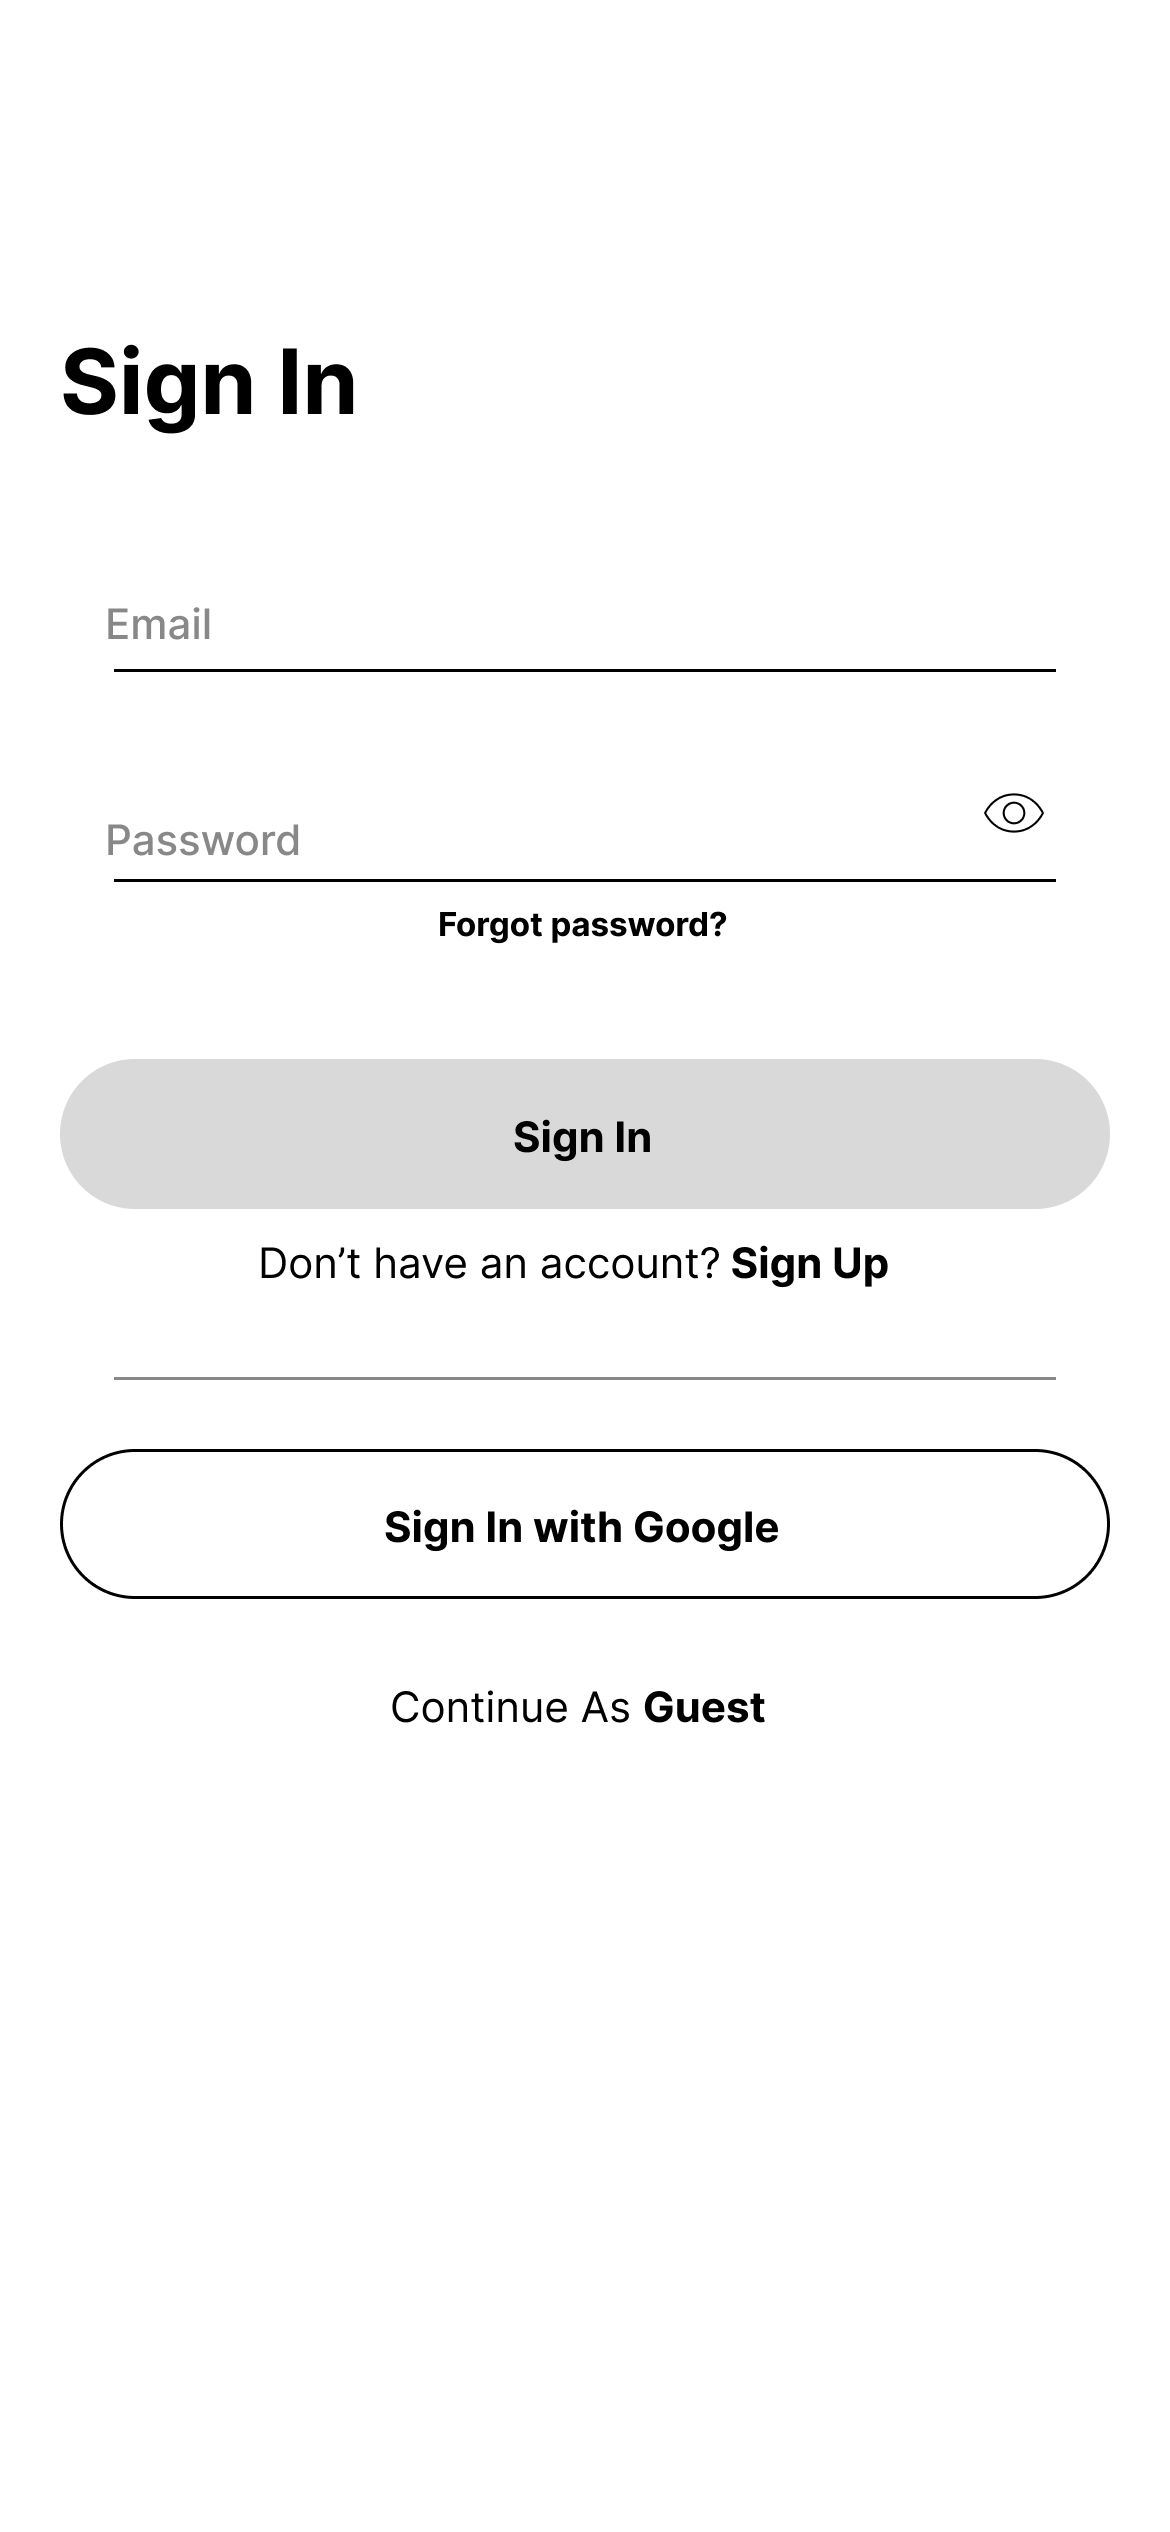 Sign In
Email
Password
Forgot password?
Sign In
Don’t have an account? Sign Up
Sign In with Google
Continue As Guest